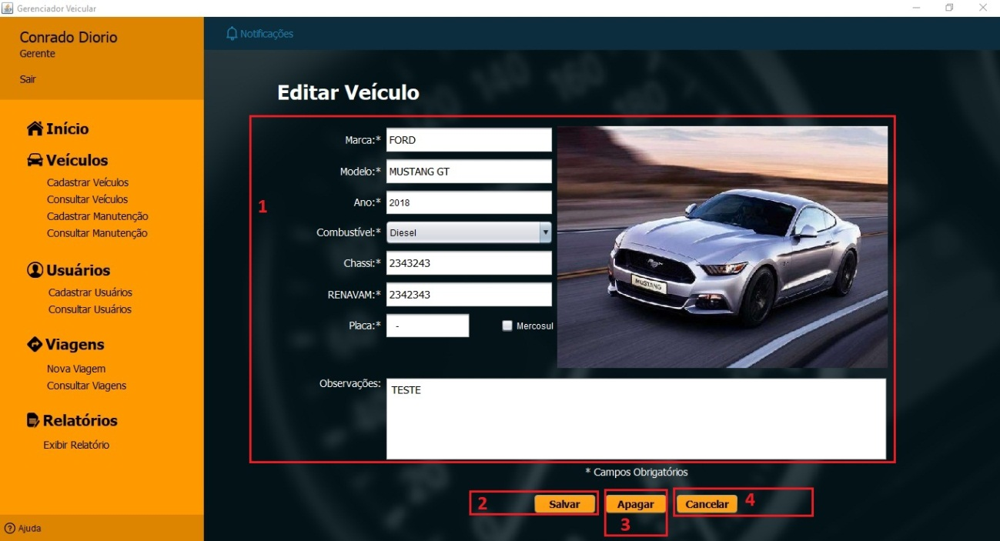 Gerenciador Veicular
Conrado Diorio
Gerente
Sair
Início
Veículos
Cadastrar Veículos
Consultar Veículos
Cadastrar Manutenção
Consultar Manutenção
Usuários
Cadastrar Usuários
Consultar Usuários
Viagens
Nova Viagem
Consultar Viagens
Relatórios
Exibir Relatório
Ajuda
Notificações
Editar Veículo
1
Marca:* FORD
Modelo:* MUSTANG GT
Ano:* 2018
Combustível:* Diesel
Chassi:* 2343243
RENAVAM:* 2342343
Placa:* - Mercosul
MUSTANG
Observações: TESTE
* Campos Obrigatórios
2 Salvar Apagar Cancelar 4
3